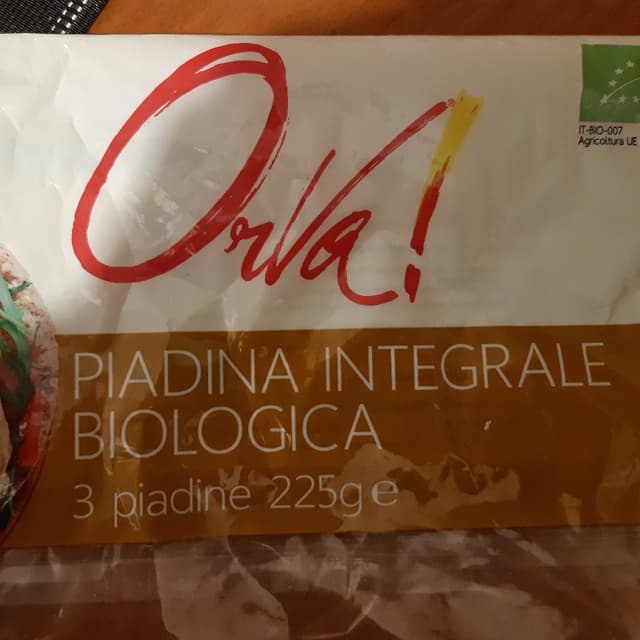 OrVa!
IT-BIO-007
Agricoltura UE
PIADINA INTEGRALE
BIOLOGICA
3 piadine 225g e